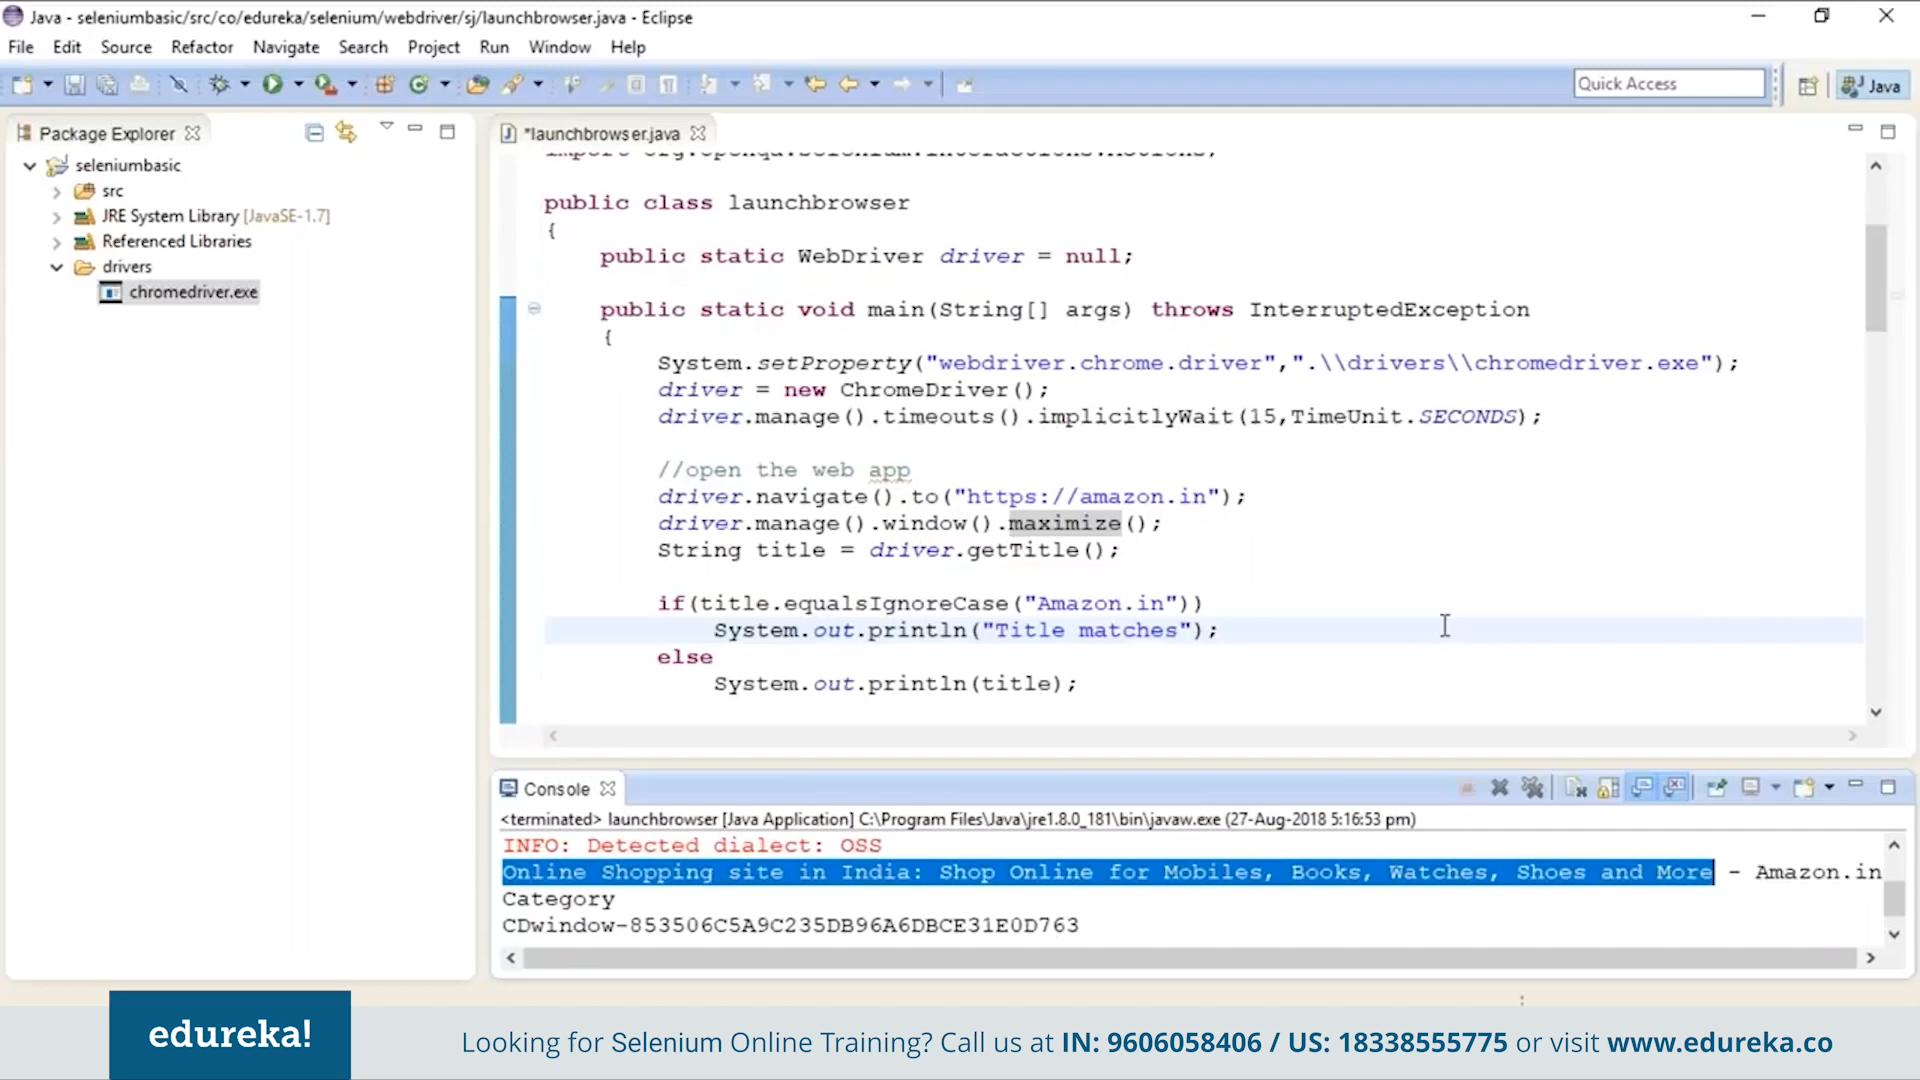 Java - seleniumbasic/src/co/edureka/selenium/webdriver/sj/launchbrowser.java - Eclipse
File Edit Source Refactor Navigate Search Project Run Window Help
Quick Access
Java
Package Explorer
seleniumbasic
src
JRE System Library [JavaSE-1.7]
Referenced Libraries
drivers
chromedriver.exe
*launchbrowser.java
import org.openqa.selenium.interactions.Actions;
public class launchbrowser
{
public static WebDriver driver = null;
public static void main(String[] args) throws InterruptedException
{
System.setProperty("webdriver.chrome.driver",".\\drivers\\chromedriver.exe");
driver = new ChromeDriver();
driver.manage().timeouts().implicitlyWait(15,TimeUnit.SECONDS);
//open the web app
driver.navigate().to("https://amazon.in");
driver.manage().window().maximize();
String title = driver.getTitle();
if(title.equalsIgnoreCase("Amazon.in"))
System.out.println("Title matches");
else
System.out.println(title);
Console
<terminated> launchbrowser [Java Application] C:\Program Files\Java\jre1.8.0_181\bin\javaw.exe (27-Aug-2018 5:16:53 pm)
INFO: Detected dialect: OSS
Online Shopping site in India: Shop Online for Mobiles, Books, Watches, Shoes and More - Amazon.in
Category
CDwindow-853506C5A9C235DB96A6DBCE31E0D763
edureka!
Looking for Selenium Online Training? Call us at IN: 9606058406 / US: 18338555775 or visit www.edureka.co